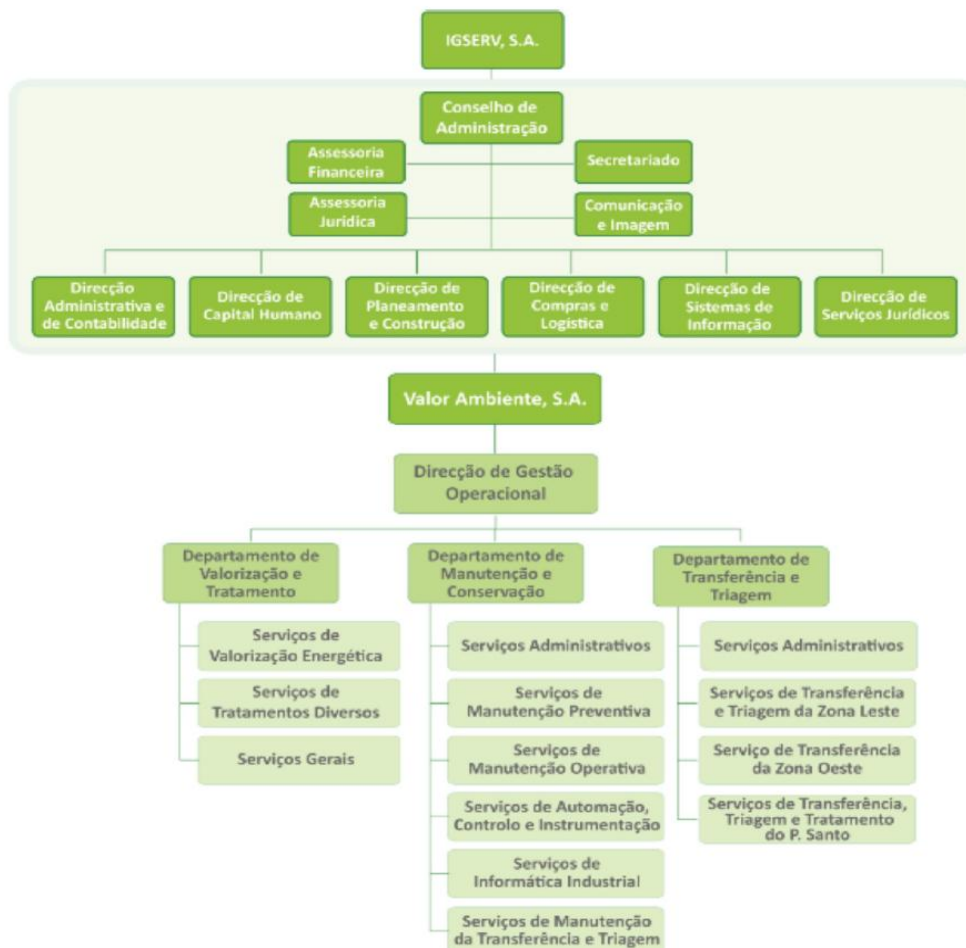 IGSERV, S.A.
Conselho de
Administração
Assessoria
Financeira
Secretariado
Assessoria
Jurídica
Comunicação
e Imagem
Direcção
Administrativa e
de Contabilidade
Direcção de
Capital Humano
Direcção de
Planeamento
e Construção
Direcção de
Compras e
Logística
Direcção de
Sistemas de
Informação
Direcção de
Serviços Jurídicos
Valor Ambiente, S.A.
Direcção de Gestão
Operacional
Departamento de
Valorização e
Tratamento
Serviços de
Valorização Energética
Serviços de
Tratamentos Diversos
Serviços Gerais
Departamento de
Manutenção e
Conservação
Serviços Administrativos
Serviços de
Manutenção Preventiva
Serviços de
Manutenção Operativa
Serviços de Automação,
Controlo e Instrumentação
Serviços de
Informática Industrial
Serviços de Manutenção
da Transferência e Triagem
Departamento de
Transferência e
Triagem
Serviços Administrativos
Serviços de Transferência
e Triagem da Zona Leste
Serviço de Transferência
da Zona Oeste
Serviços de Transferência,
Triagem e Tratamento
do P. Santo